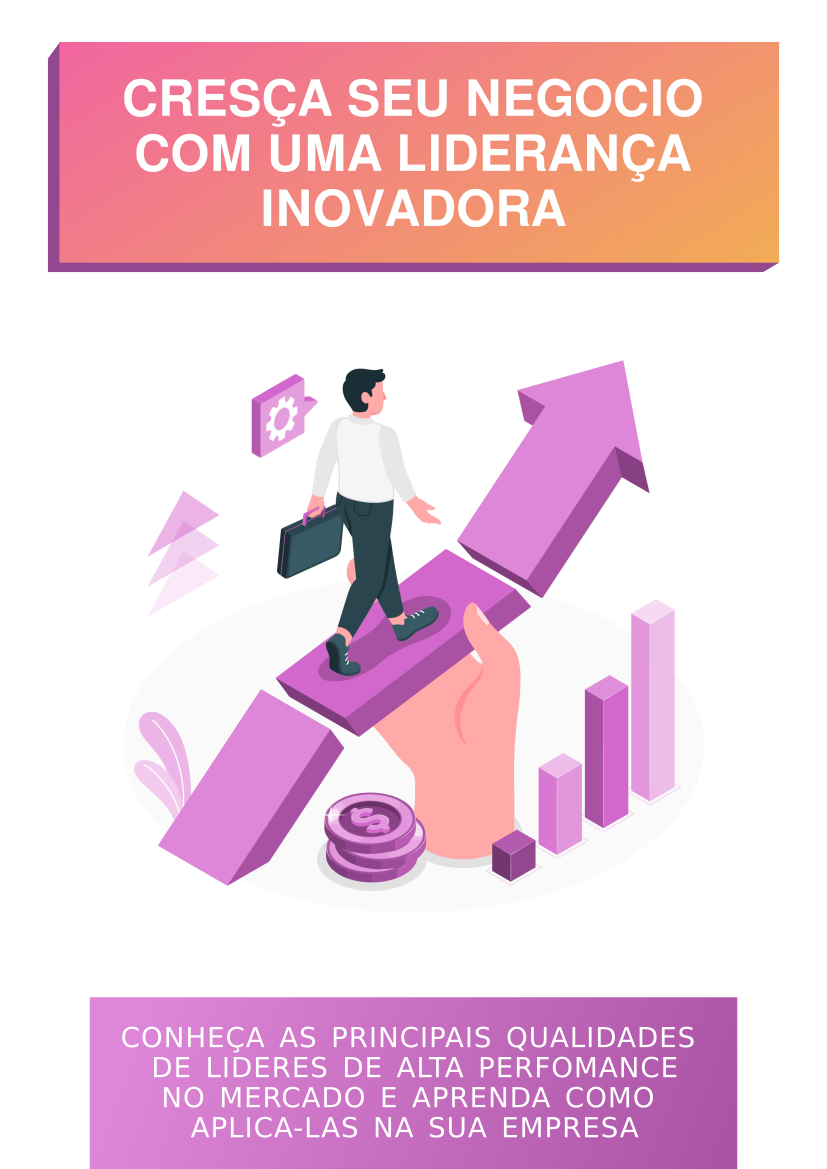 CRESÇA SEU NEGOCIO
COM UMA LIDERANÇA
INOVADORA
$
CONHEÇA AS PRINCIPAIS QUALIDADES
DE LIDERES DE ALTA PERFOMANCE
NO MERCADO E APRENDA COMO
APLICA-LAS NA SUA EMPRESA